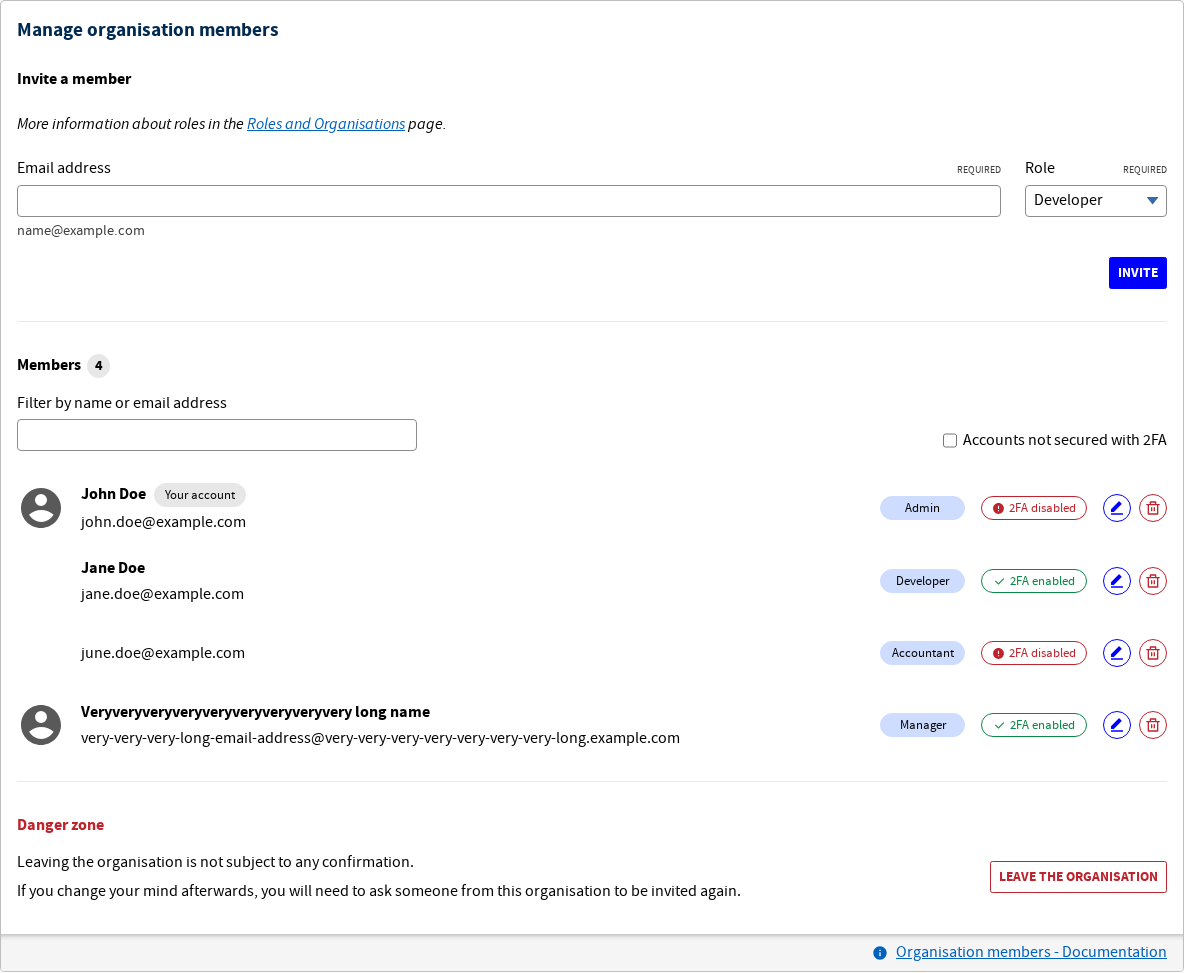 Manage organisation members
Invite a member
More information about roles in the Roles and Organisations page.
Email address REQUIRED Role REQUIRED
Developer
name@example.com
INVITE
Members 4
Filter by name or email address
Accounts not secured with 2FA
John Doe Your account
john.doe@example.com
Admin 2FA disabled
Jane Doe
jane.doe@example.com
Developer 2FA enabled
june.doe@example.com Accountant 2FA disabled
Veryveryveryveryveryveryveryveryvery long name
very-very-very-long-email-address@very-very-very-very-very-very-very-long.example.com
Manager 2FA enabled
Danger zone
Leaving the organisation is not subject to any confirmation.
If you change your mind afterwards, you will need to ask someone from this organisation to be invited again.
LEAVE THE ORGANISATION
Organisation members - Documentation